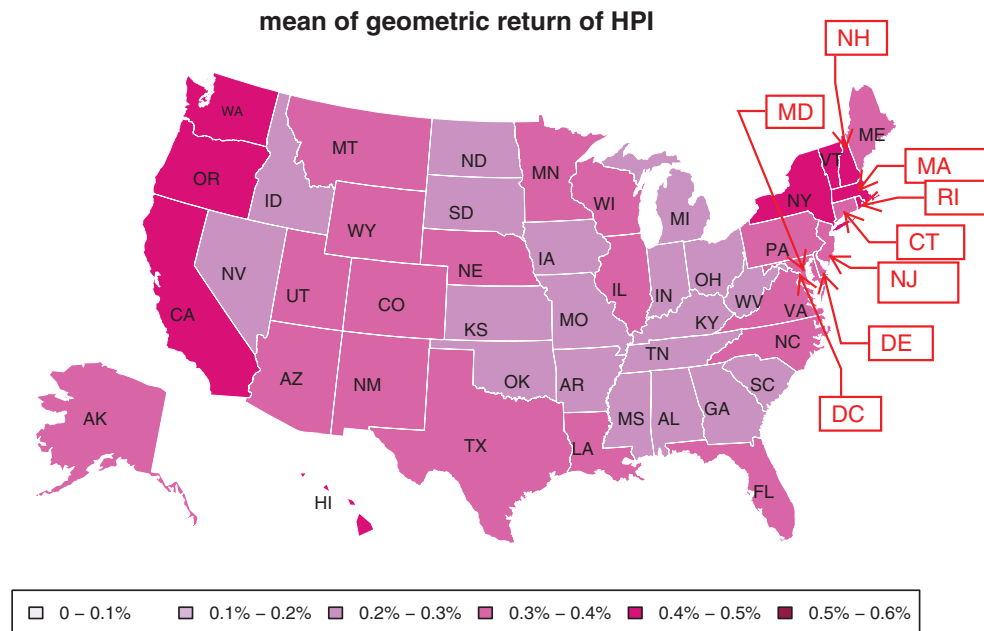 mean of geometric return of HPI
NH
WA
MD
ME
VT
MT
ND
MN
MA
OR
ID
SD
WI
MI
NY
RI
WY
CT
PA
NV
IA
NE
OH
NJ
UT
CO
IL
IN
WV
VA
CA
KS
MO
KY
NC
DE
TN
AZ
NM
OK
AR
SC
GA
DC
AK
MS
AL
TX
LA
FL
HI
0 – 0.1% 0.1% – 0.2% 0.2% – 0.3% 0.3% – 0.4% 0.4% – 0.5% 0.5% – 0.6%